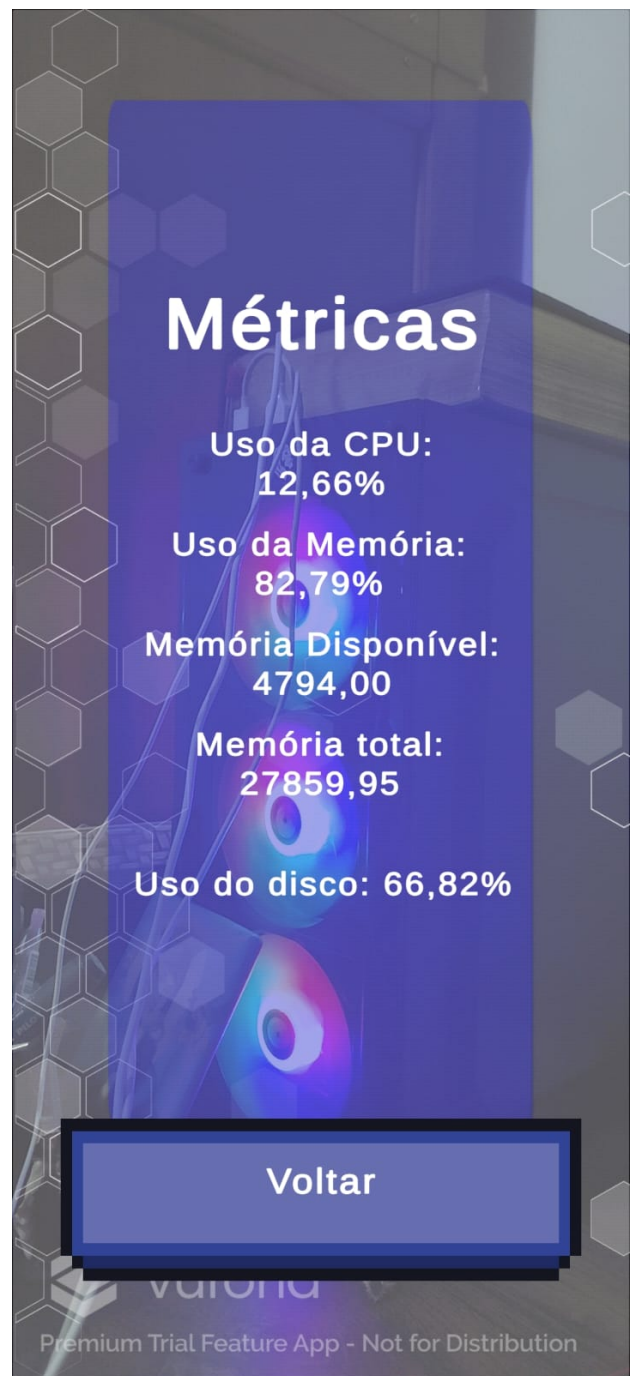 Métricas
Uso da CPU:
12,66%
Uso da Memória:
82,79%
Memória Disponível:
4794,00
Memória total:
27859,95
Uso do disco: 66,82%
Voltar
vuforia
Premium Trial Feature App - Not for Distribution